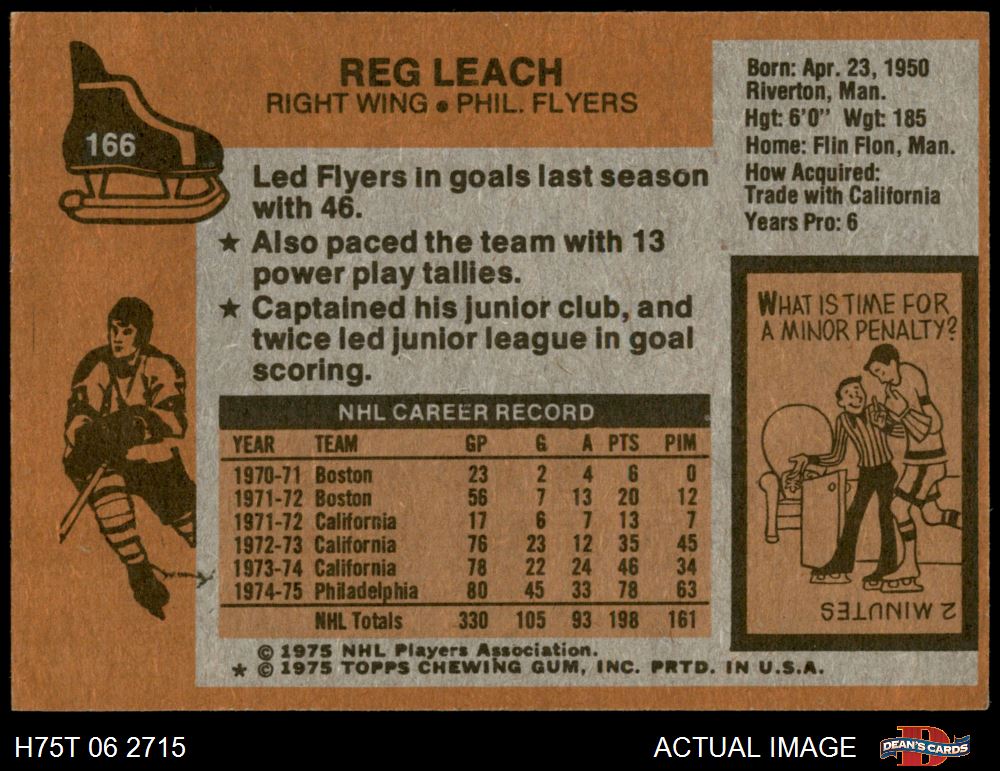 REG LEACH
RIGHT WING • PHIL. FLYERS
166
Led Flyers in goals last season
with 46.
★ Also paced the team with 13
power play tallies.
★ Captained his junior club, and
twice led junior league in goal
scoring.
Born: Apr. 23, 1950
Riverton, Man.
Hgt: 6'0" Wgt: 185
Home: Flin Flon, Man.
How Acquired:
Trade with California
Years Pro: 6
WHAT IS TIME FOR
A MINOR PENALTY?
2 MINUTES
NHL CAREER RECORD
YEAR TEAM GP G A PTS PIM
1970-71 Boston 23 2 4 6 0
1971-72 Boston 56 7 13 20 12
1971-72 California 17 6 7 13 7
1972-73 California 76 23 12 35 45
1973-74 California 78 22 24 46 34
1974-75 Philadelphia 80 45 33 78 63
NHL Totals 330 105 93 198 161
© 1975 NHL Players Association.
★ © 1975 TOPPS CHEWING GUM, INC. PRTD. IN U.S.A.
H75T 06 2715
ACTUAL IMAGE
DEAN'S CARDS